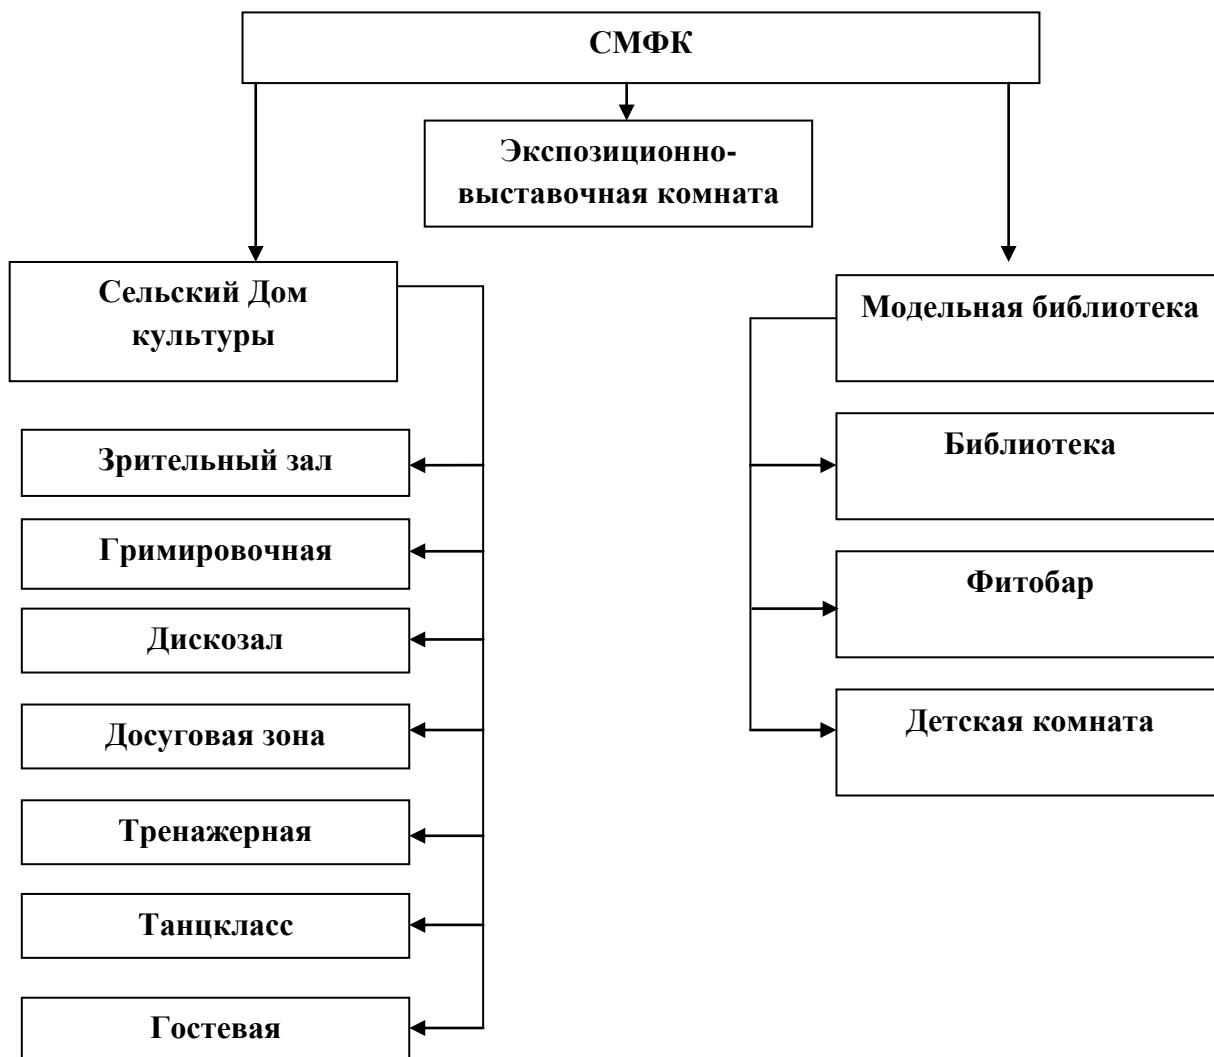 СМФК
Экспозиционно-
выставочная комната
Сельский Дом
культуры
Зрительный зал
Гримировочная
Дискозал
Досуговая зона
Тренажерная
Танцкласс
Гостевая
Модельная библиотека
Библиотека
Фитобар
Детская комната